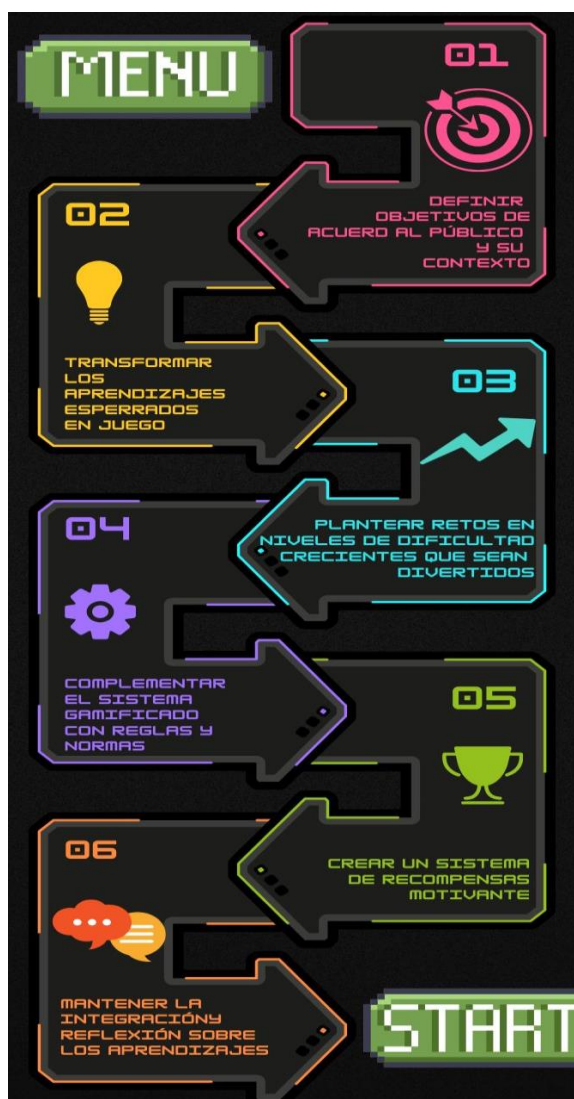 MENU
01
DEFINIR
OBJETIVOS DE
ACUERD AL PÚBLICO
Y SU
CONTEXTO
02
TRANSFORMAR
LOS
APRENDIZAJES
ESPERRADOS
EN JUEGO
03
PLANTEAR RETOS EN
NIVELES DE DIFICULTAD
CRECIENTES QUE SEAN
DIVERTIDOS
04
COMPLEMENTAR
EL SISTEMA
GAMIFICADO
CON REGLAS Y
NORMAS
05
CREAR UN SISTEMA
DE RECOMPENSAS
MOTIVANTE
06
MANTENER LA
INTEGRACIÓNY
REFLEXIÓN SOBRE
LOS APRENDIZAJES
START